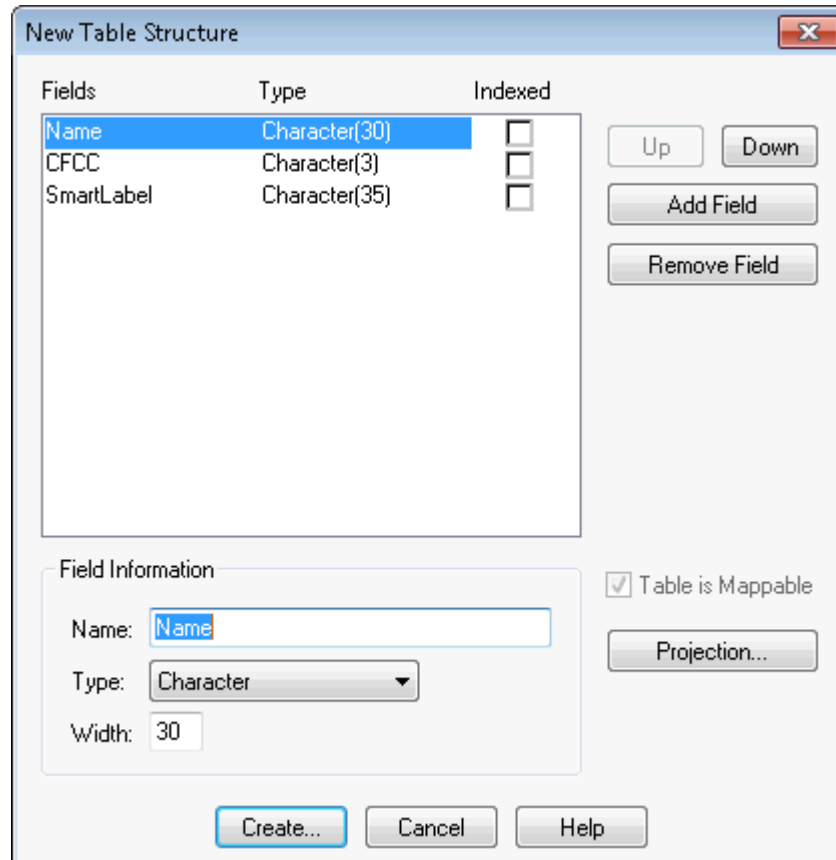 New Table Structure
Fields Type Indexed
Name Character(30)
CFCC Character(3)
SmartLabel Character(35)
Up Down
Add Field
Remove Field
Field Information
Table is Mappable
Name: Name
Projection...
Type: Character
Width: 30
Create... Cancel Help